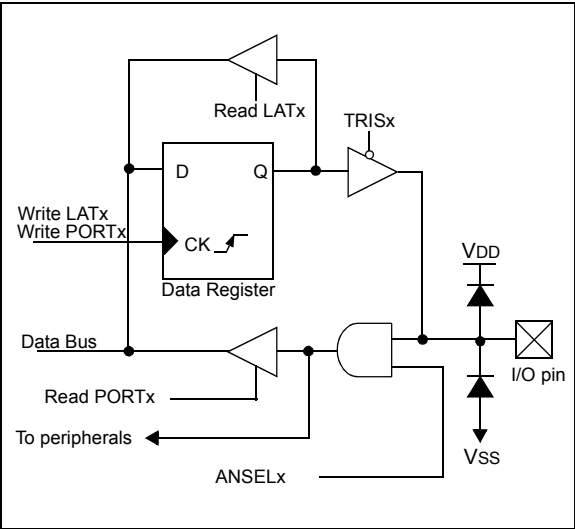 Read LATx
TRISx
D Q
Write LATx
Write PORTx
CK
VDD
Data Register
Data Bus
I/O pin
Read PORTx
To peripherals
VSS
ANSELx